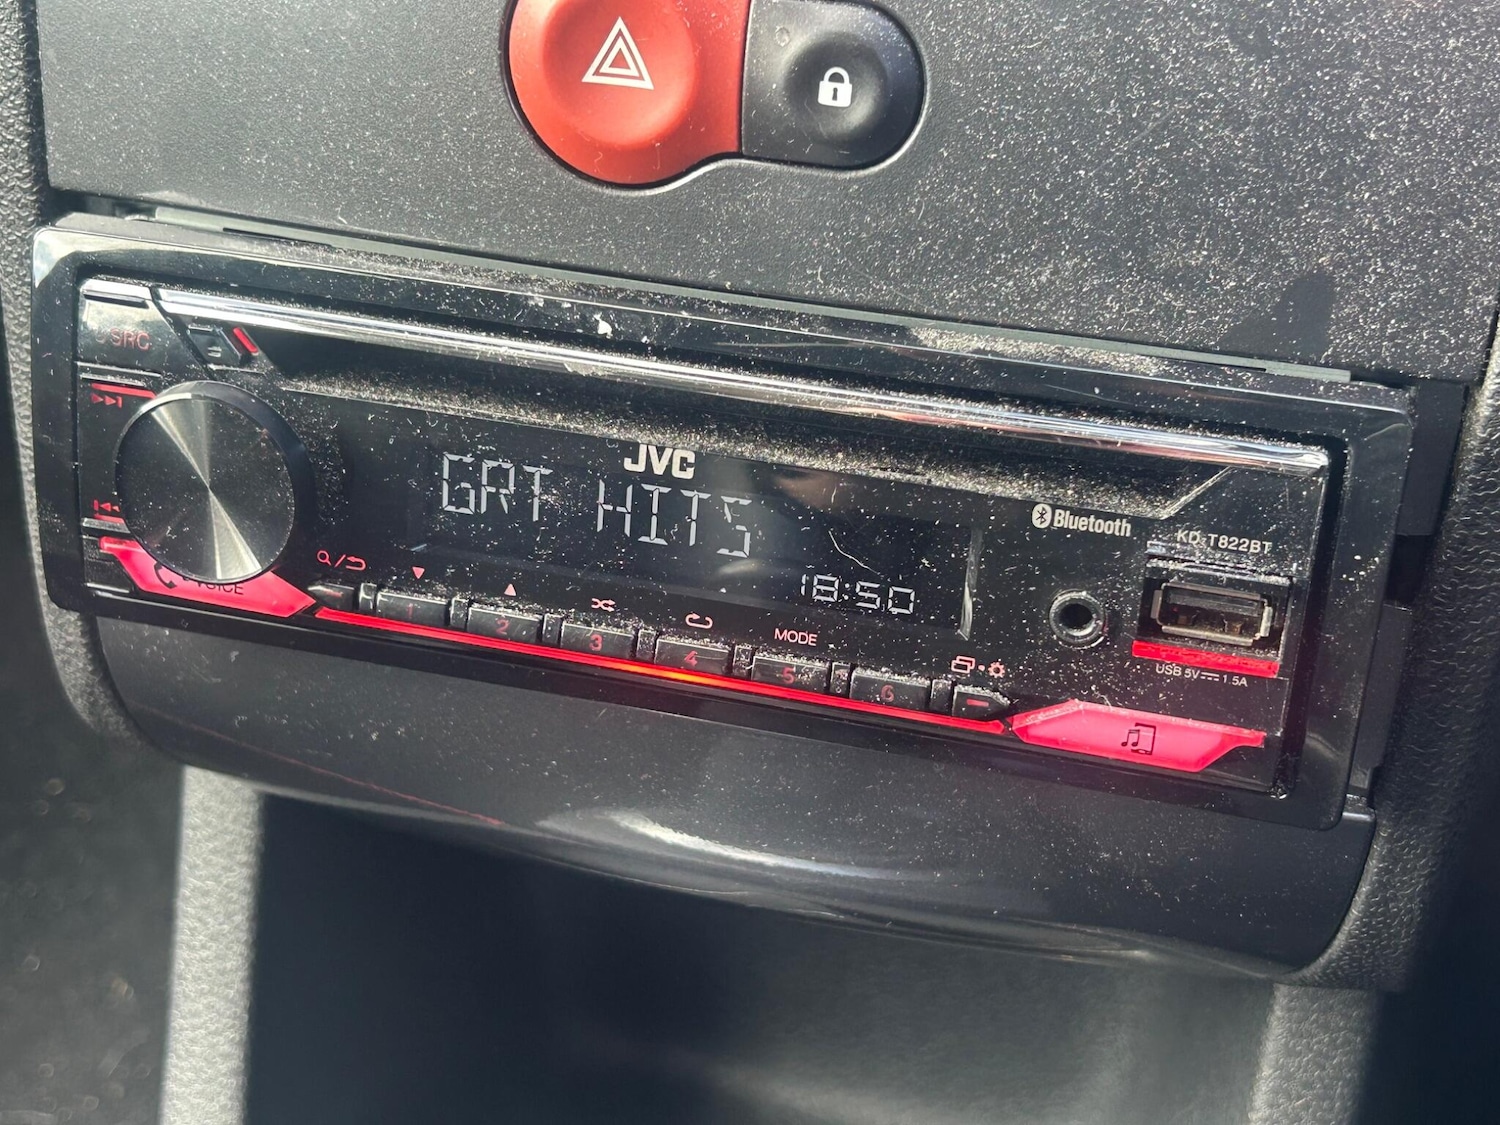 SRC
JVC
GRT HITS
Bluetooth
KD-T822BT
18:50
VOICE
1
2
3
4
MODE
5
6
USB 5V 1.5A